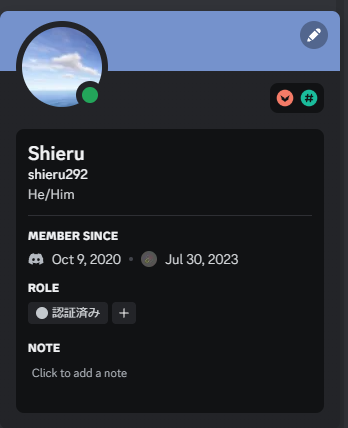 Shieru
shieru292
He/Him
MEMBER SINCE
Oct 9, 2020 • Jul 30, 2023
ROLE
認証済み +
NOTE
Click to add a note